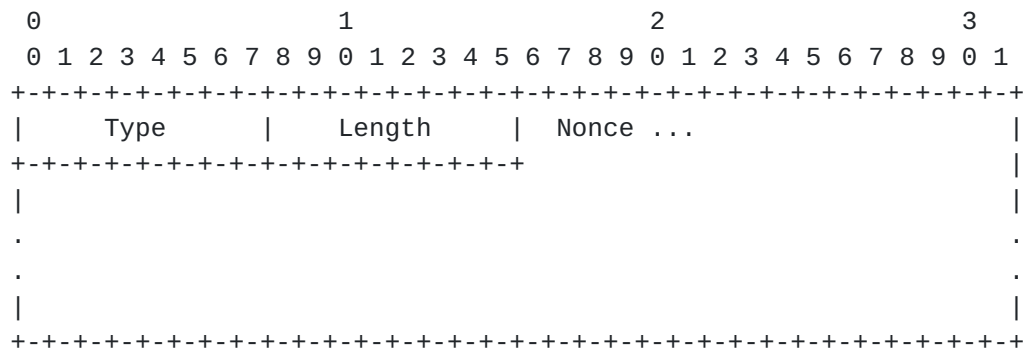 0                   1                   2                   3
 0 1 2 3 4 5 6 7 8 9 0 1 2 3 4 5 6 7 8 9 0 1 2 3 4 5 6 7 8 9 0 1
+-+-+-+-+-+-+-+-+-+-+-+-+-+-+-+-+-+-+-+-+-+-+-+-+-+-+-+-+-+-+-+-+
|     Type      |    Length     |  Nonce ...                    |
+-+-+-+-+-+-+-+-+-+-+-+-+-+-+-+-+                               |
|                                                               |
.                                                               .
.                                                               .
|                                                               |
+-+-+-+-+-+-+-+-+-+-+-+-+-+-+-+-+-+-+-+-+-+-+-+-+-+-+-+-+-+-+-+-+